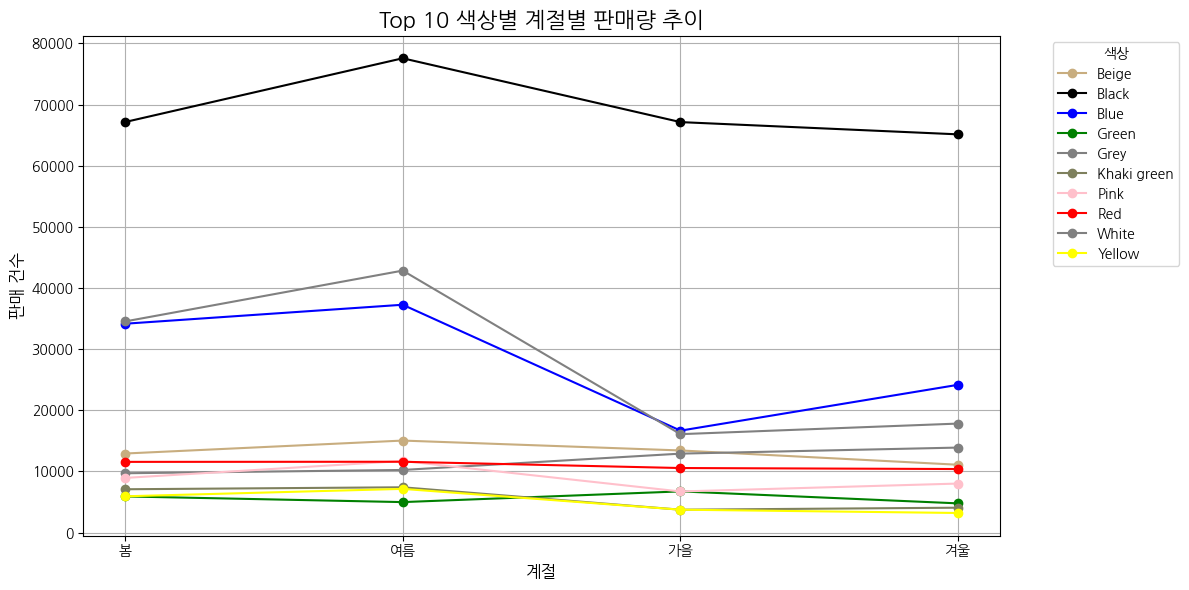 Top 10 색상별 계절별 판매량 추이
판매 건수
80000
70000
60000
50000
40000
30000
20000
10000
0
봄
여름
가을
겨울
계절
색상
Beige
Black
Blue
Green
Grey
Khaki green
Pink
Red
White
Yellow